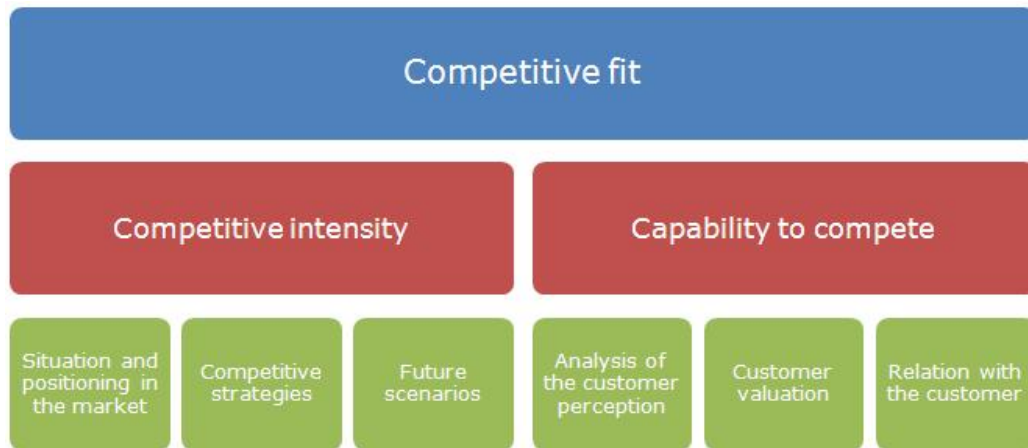 Competitive fit
Competitive intensity
Capability to compete
Situation and
positioning in
the market
Competitive
strategies
Future
scenarios
Analysis of
the customer
perception
Customer
valuation
Relation with
the customer